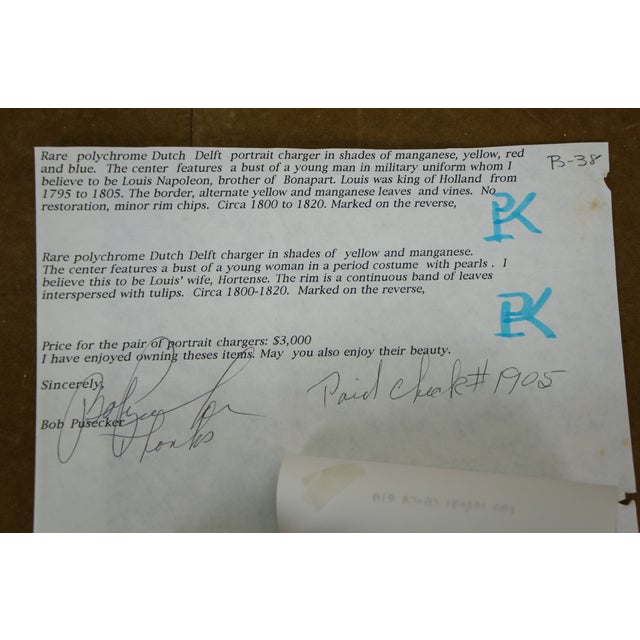 Rare polychrome Dutch Delft portrait charger in shades of manganese, yellow, red
and blue. The center features a bust of a young man in military uniform whom I
believe to be Louis Napoleon, brother of Bonapart. Louis was king of Holland from
1795 to 1805. The border, alternate yellow and manganese leaves and vines. No
restoration, minor rim chips. Circa 1800 to 1820. Marked on the reverse,
B-38
PK
Rare polychrome Dutch Delft charger in shades of yellow and manganese.
The center features a bust of a young woman in a period costume with pearls . I
believe this to be Louis' wife, Hortense. The rim is a continuous band of leaves
interspersed with tulips. Circa 1800-1820. Marked on the reverse,
PK
Price for the pair of portrait chargers: $3,000
I have enjoyed owning theses items. May you also enjoy their beauty.
Sincerely,
Paid Check # 1905
Bob Pusecker
Thanks